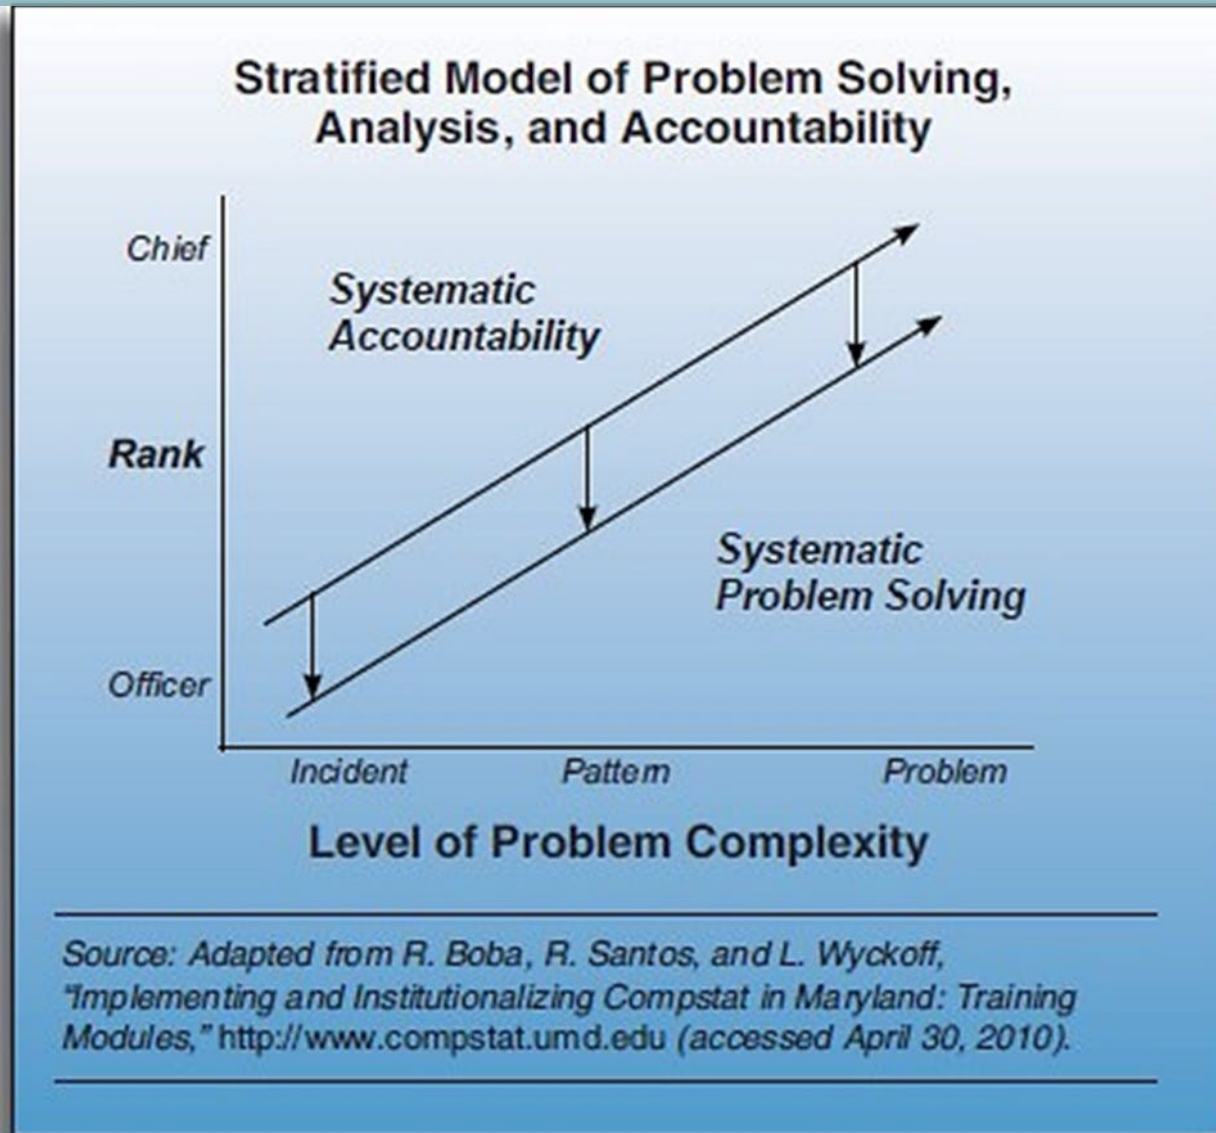 Stratified Model of Problem Solving,
Analysis, and Accountability
Chief
Systematic
Accountability
Rank
Systematic
Problem Solving
Officer
Incident Pattern Problem
Level of Problem Complexity
Source: Adapted from R. Boba, R. Santos, and L. Wyckoff,
"Implementing and Institutionalizing Compstat in Maryland: Training
Modules," http://www.compstat.umd.edu (accessed April 30, 2010).